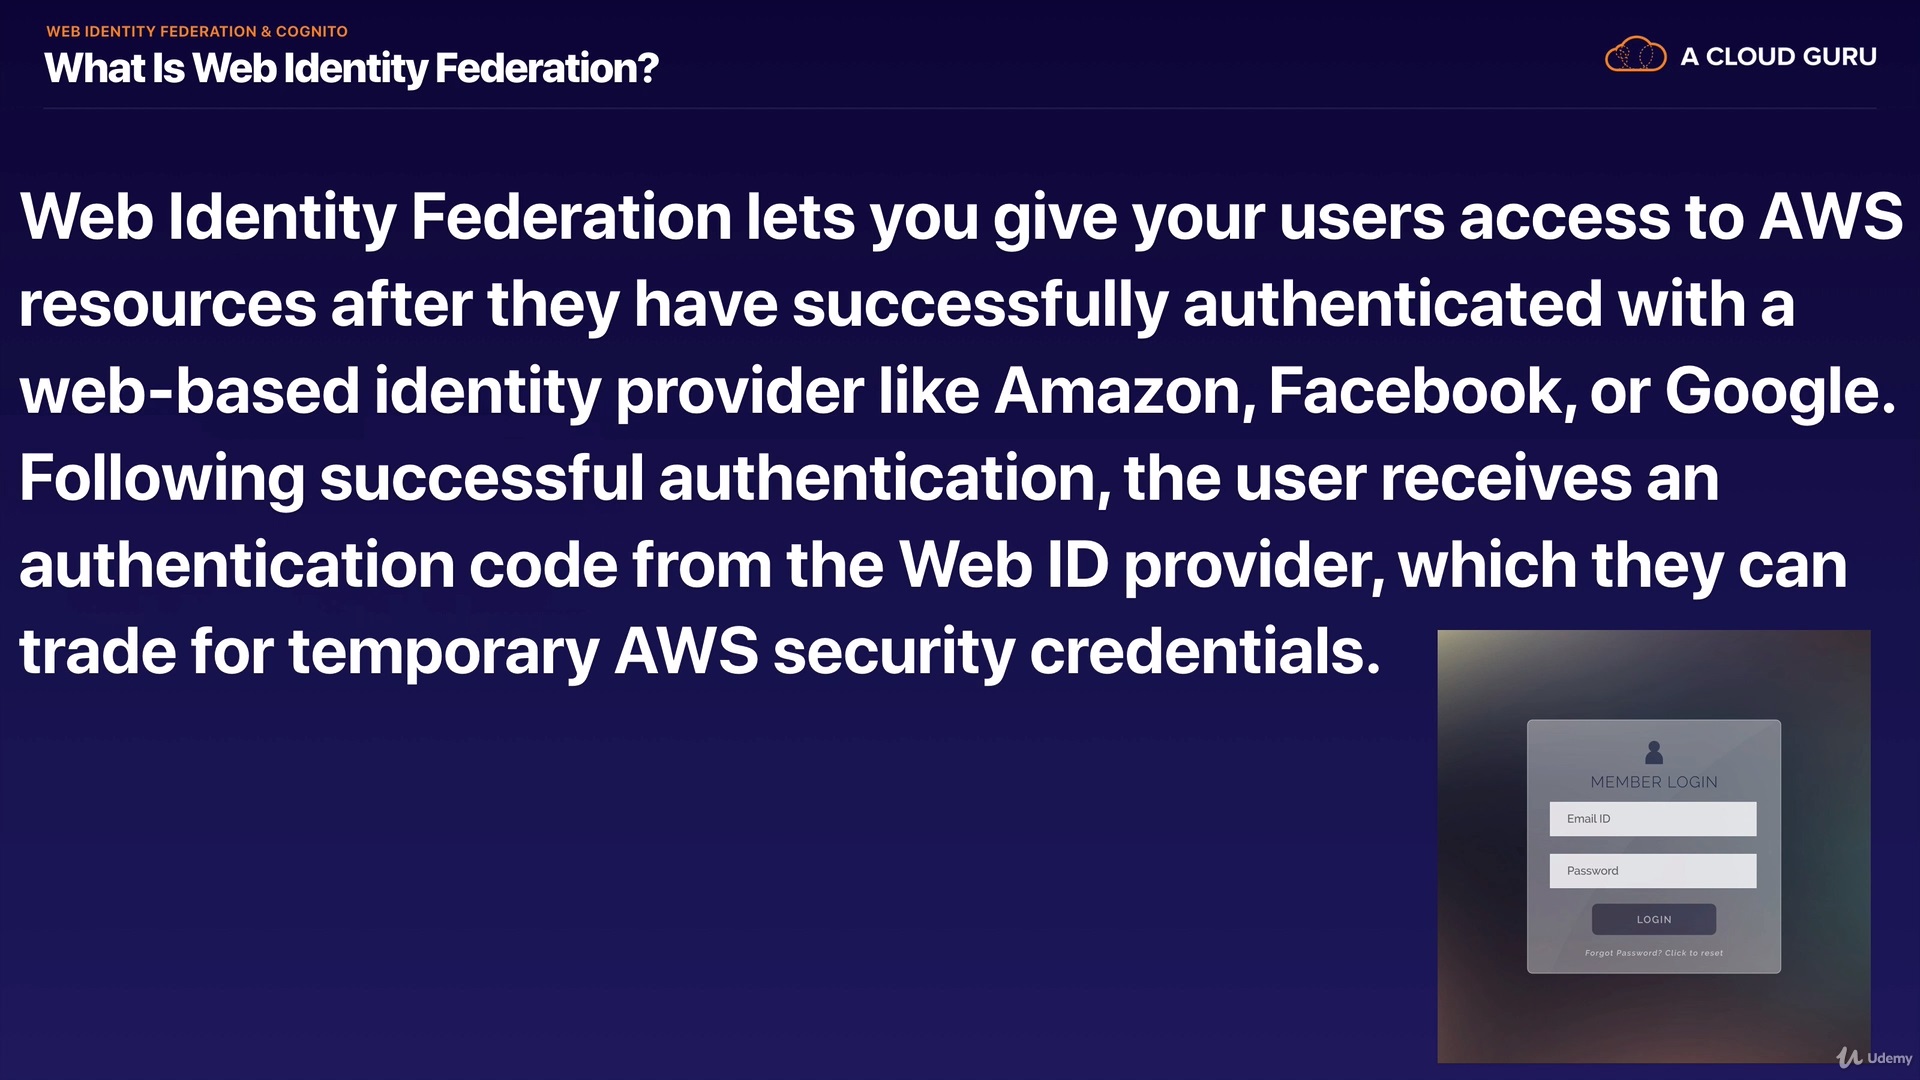 WEB IDENTITY FEDERATION & COGNITO
What Is Web Identity Federation?
A CLOUD GURU
Web Identity Federation lets you give your users access to AWS
resources after they have successfully authenticated with a
web-based identity provider like Amazon, Facebook, or Google.
Following successful authentication, the user receives an
authentication code from the Web ID provider, which they can
trade for temporary AWS security credentials.
MEMBER LOGIN
Email ID
Password
LOGIN
Forgot Password? Click to reset
Udemy